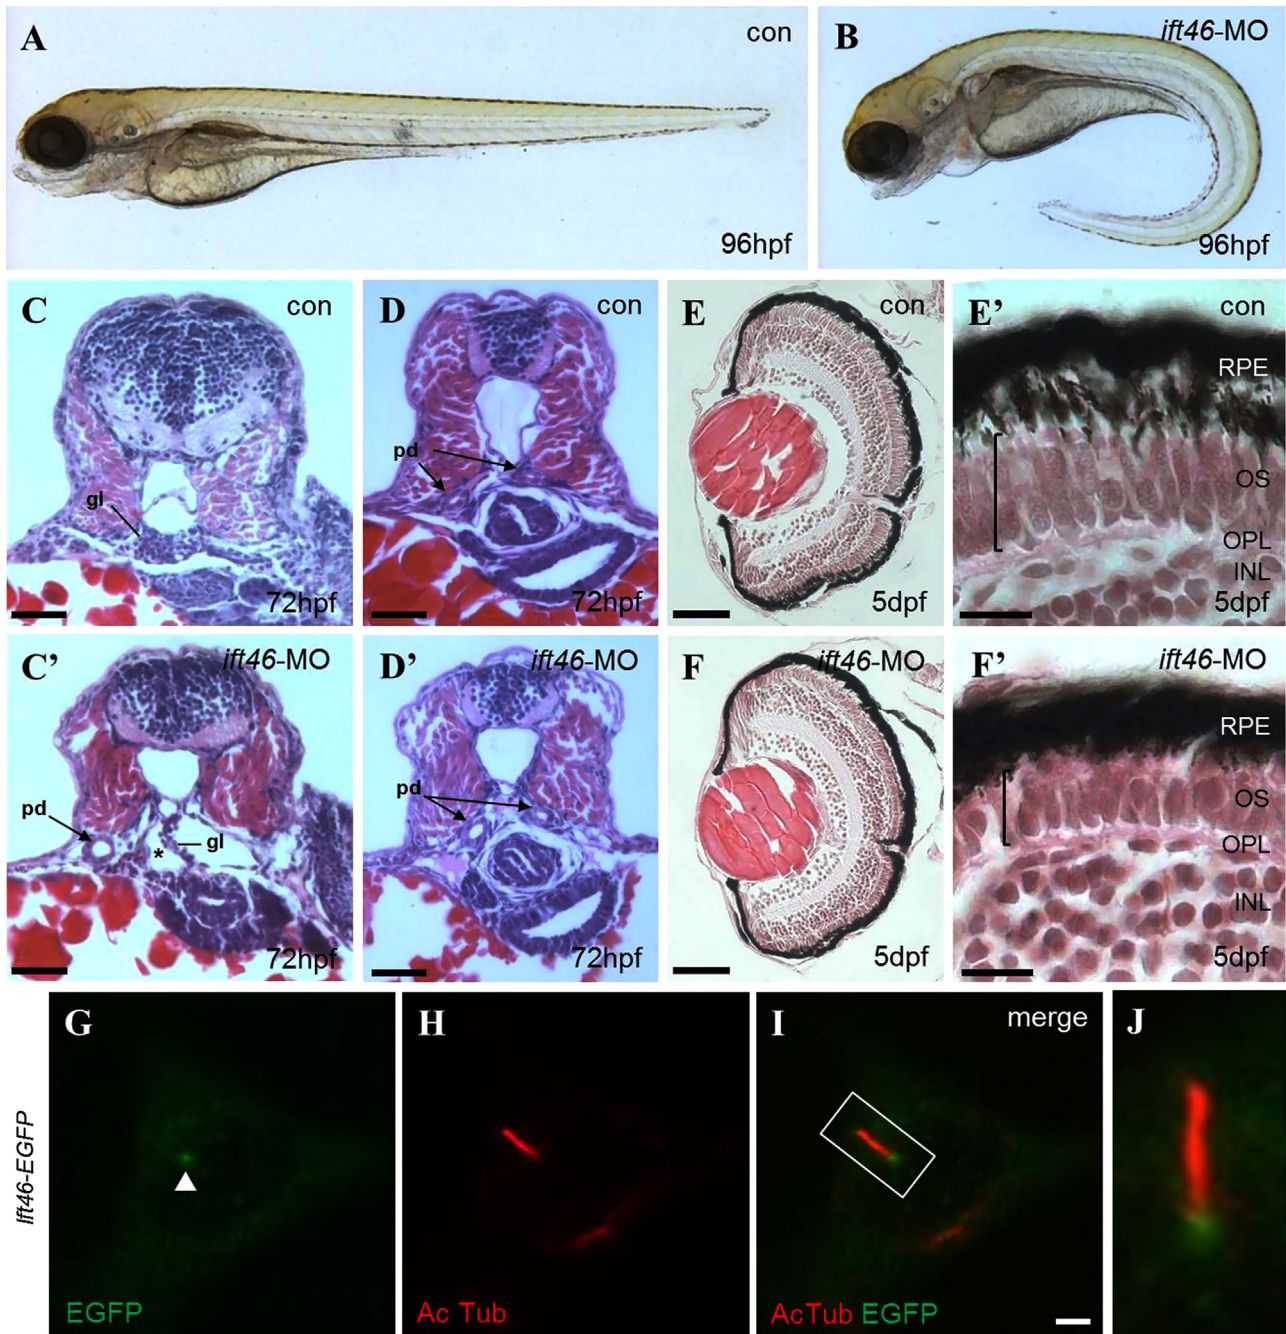 A con
96hpf
B ift46-MO
96hpf
C con
gl
72hpf
D con
pd
72hpf
E con
5dpf
E’ con
RPE
OS
OPL
INL
5dpf
C’ ift46-MO
pd
gl
*
72hpf
D’ ift46-MO
pd
72hpf
F ift46-MO
5dpf
F’ ift46-MO
RPE
OS
OPL
INL
5dpf
Ift46-EGFP
G
EGFP
H
Ac Tub
I merge
AcTub EGFP
J